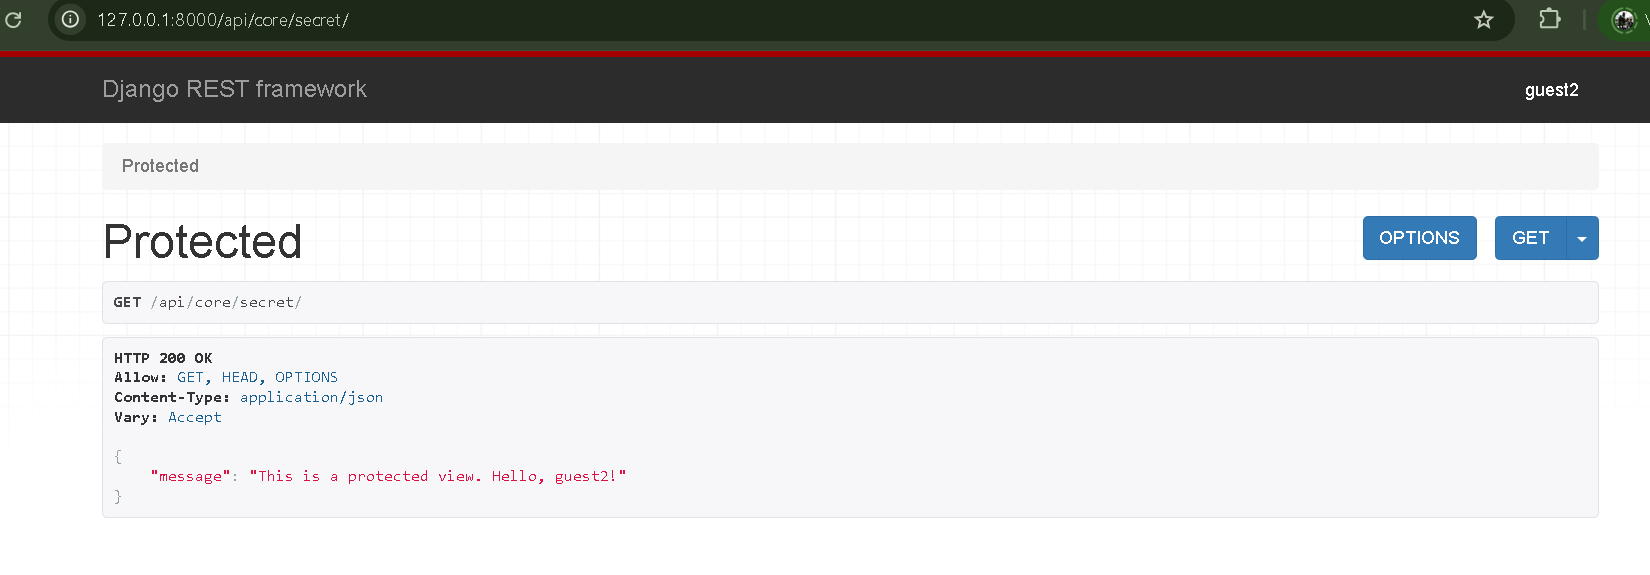 127.0.0.1:8000/api/core/secret/
Django REST framework
guest2
Protected
Protected
OPTIONS
GET
GET /api/core/secret/
HTTP 200 OK
Allow: GET, HEAD, OPTIONS
Content-Type: application/json
Vary: Accept
{
    "message": "This is a protected view. Hello, guest2!"
}